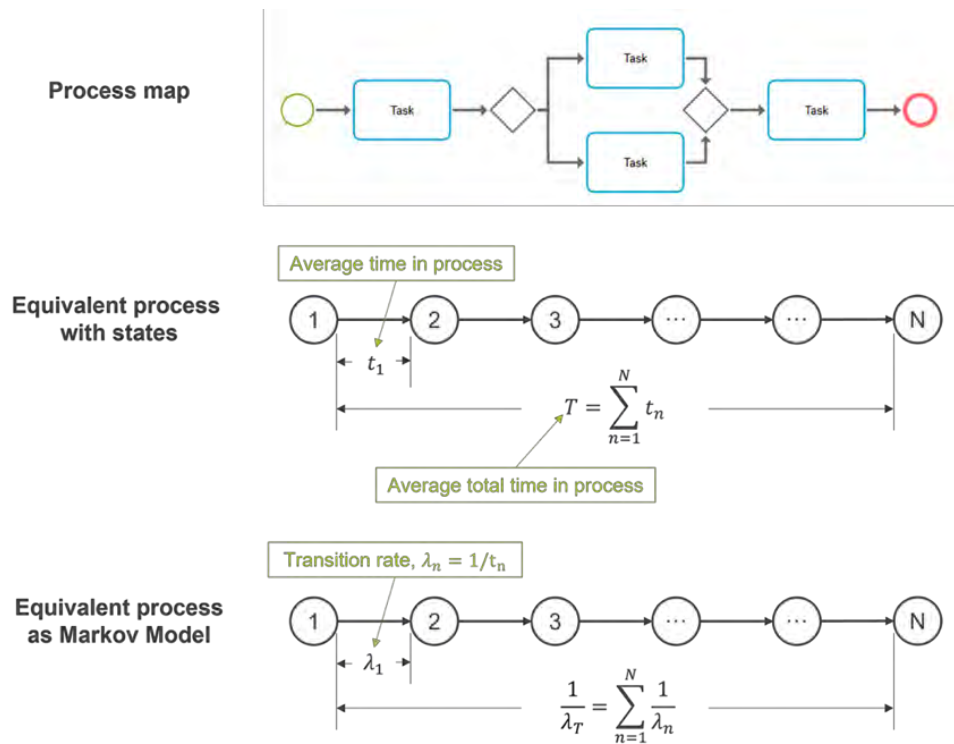 Process map
Task
Task
Task
Task
Average time in process
Equivalent process
with states
1
2
3
...
...
N
t₁
T = ∑ₙ₌₁ᴺ tₙ
Average total time in process
Transition rate, λₙ = 1/tₙ
Equivalent process
as Markov Model
1
2
3
...
...
N
λ₁
1/λ_T = ∑ₙ₌₁ᴺ 1/λₙ